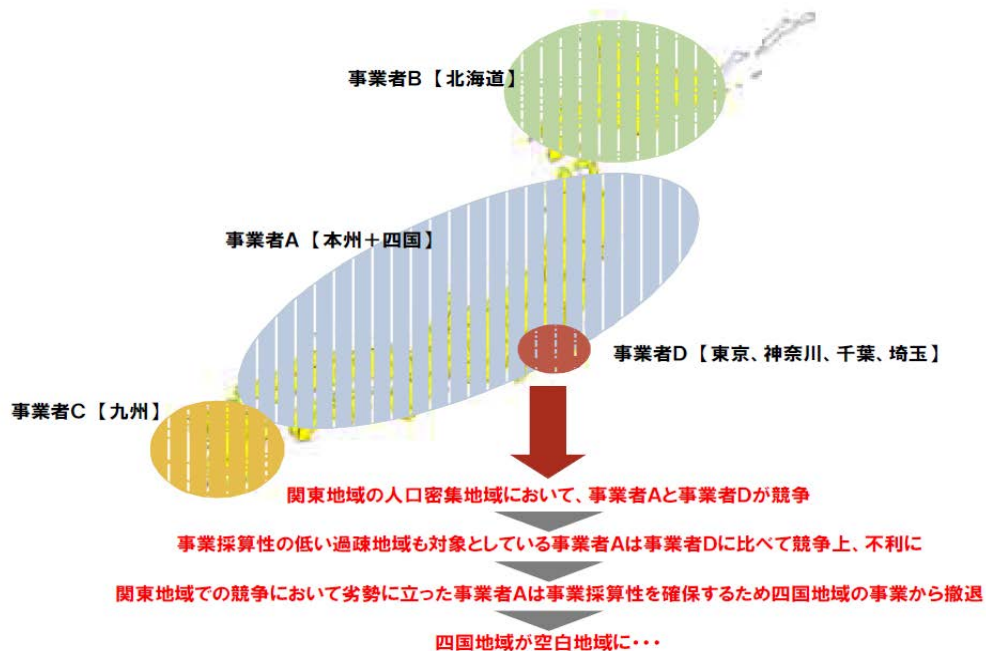 事業者B【北海道】
事業者A【本州+四国】
事業者D【東京、神奈川、千葉、埼玉】
事業者C【九州】
関東地域の人口密集地域において、事業者Aと事業者Dが競争
事業採算性の低い過疎地域も対象としている事業者Aは事業者Dに比べて競争上、不利に
関東地域での競争において劣勢に立った事業者Aは事業採算性を確保するため四国地域の事業から撤退
四国地域が空白地域に・・・